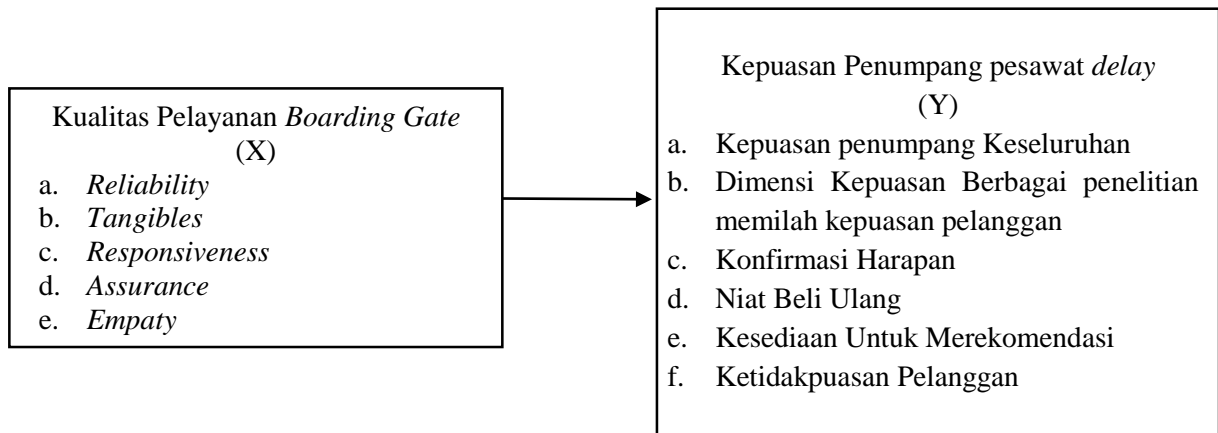 Kualitas Pelayanan Boarding Gate
(X)
a. Reliability
b. Tangibles
c. Responsiveness
d. Assurance
e. Empaty
Kepuasan Penumpang pesawat delay
(Y)
a. Kepuasan penumpang Keseluruhan
b. Dimensi Kepuasan Berbagai penelitian
memilah kepuasan pelanggan
c. Konfirmasi Harapan
d. Niat Beli Ulang
e. Kesediaan Untuk Merekomendasi
f. Ketidakpuasan Pelanggan